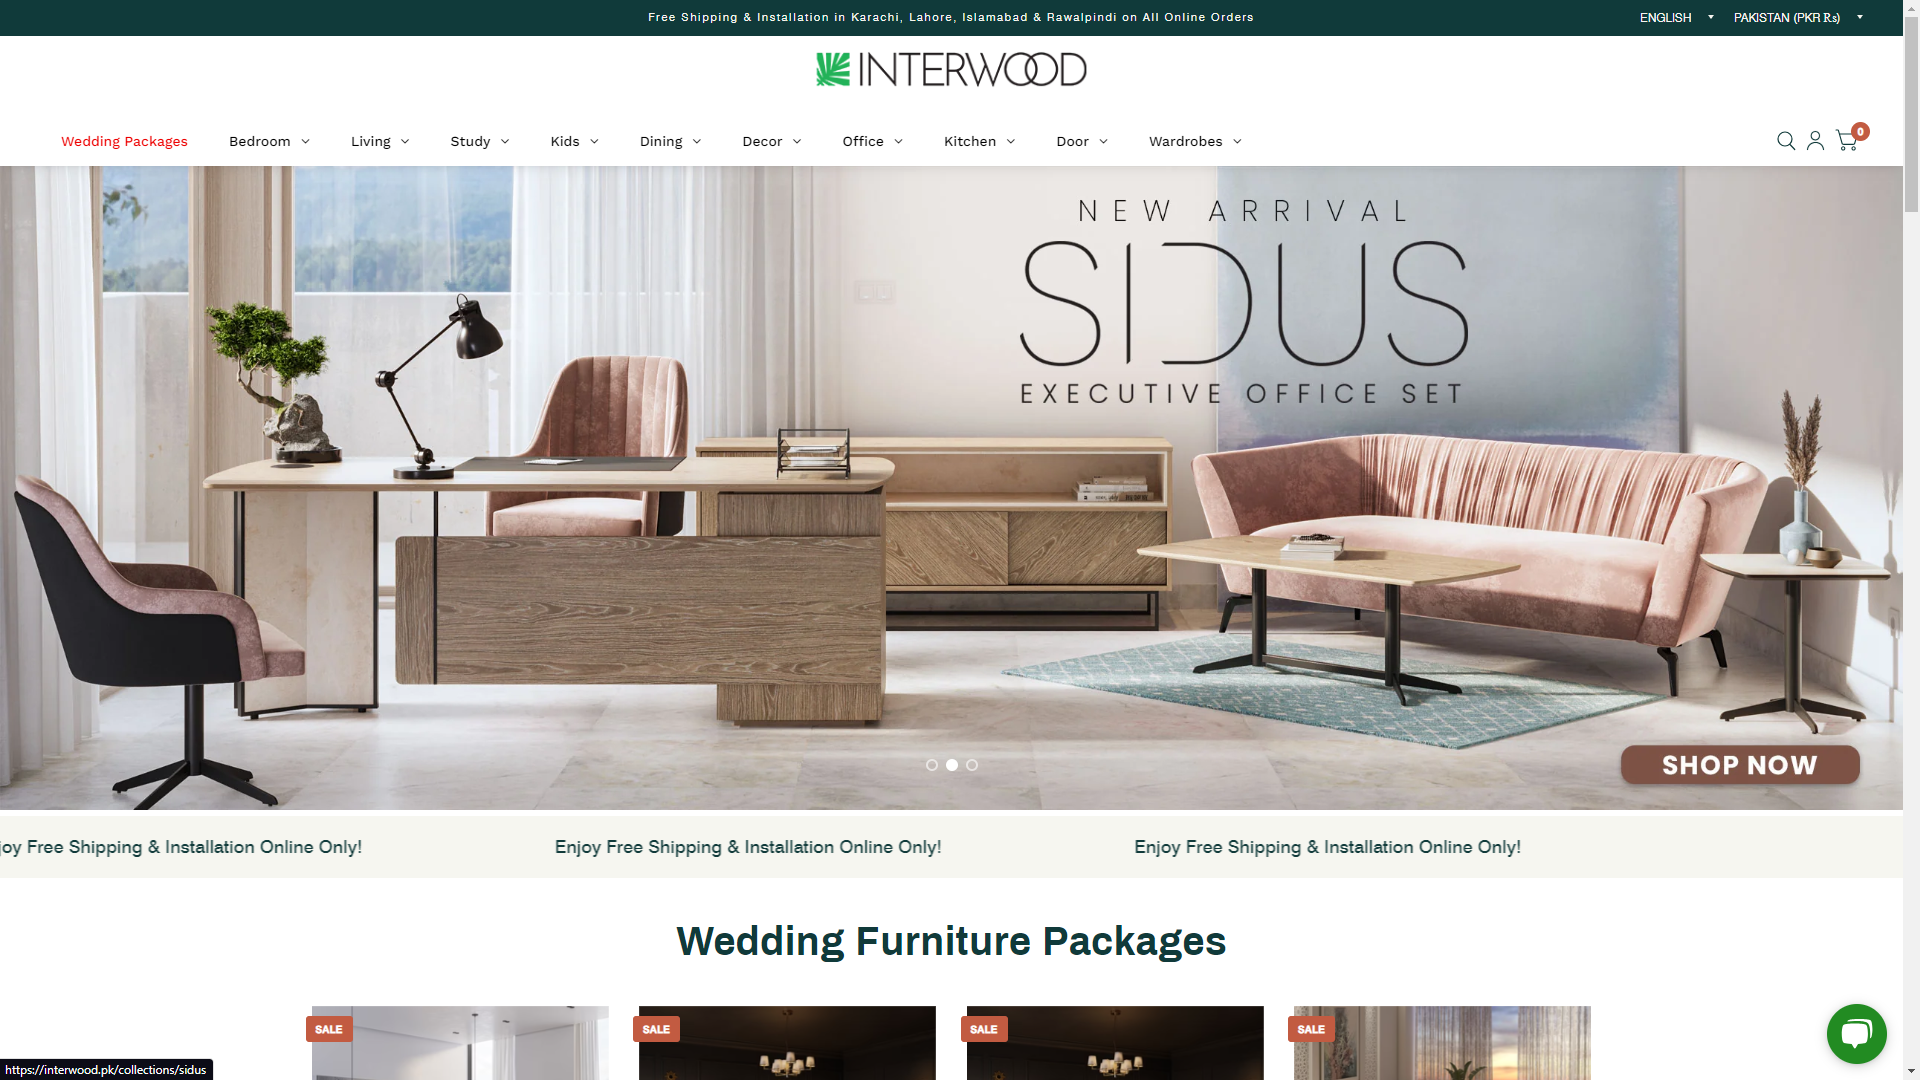 Free Shipping & Installation in Karachi, Lahore, Islamabad & Rawalpindi on All Online Orders
ENGLISH
PAKISTAN (PKR ₨)
INTERWOOD
Wedding Packages
Bedroom
Living
Study
Kids
Dining
Decor
Office
Kitchen
Door
Wardrobes
0
NEW ARRIVAL
SIDUS
EXECUTIVE OFFICE SET
SHOP NOW
joy Free Shipping & Installation Online Only!
Enjoy Free Shipping & Installation Online Only!
Enjoy Free Shipping & Installation Online Only!
Wedding Furniture Packages
SALE
SALE
SALE
SALE
https://interwood.pk/collections/sidus